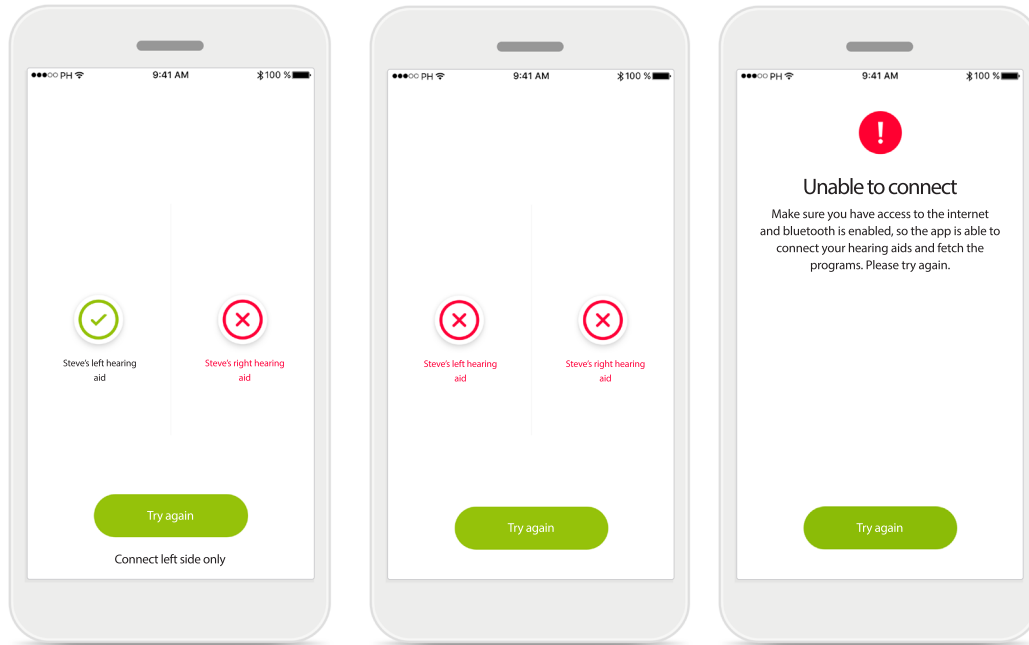 ●●●○○ PH 9:41 AM 100 %
Steve's left hearing
aid
Steve's right hearing
aid
Try again
Connect left side only
●●●○○ PH 9:41 AM 100 %
Steve's left hearing
aid
Steve's right hearing
aid
Try again
●●●○○ PH 9:41 AM 100 %
!
Unable to connect
Make sure you have access to the internet
and bluetooth is enabled, so the app is able to
connect your hearing aids and fetch the
programs. Please try again.
Try again